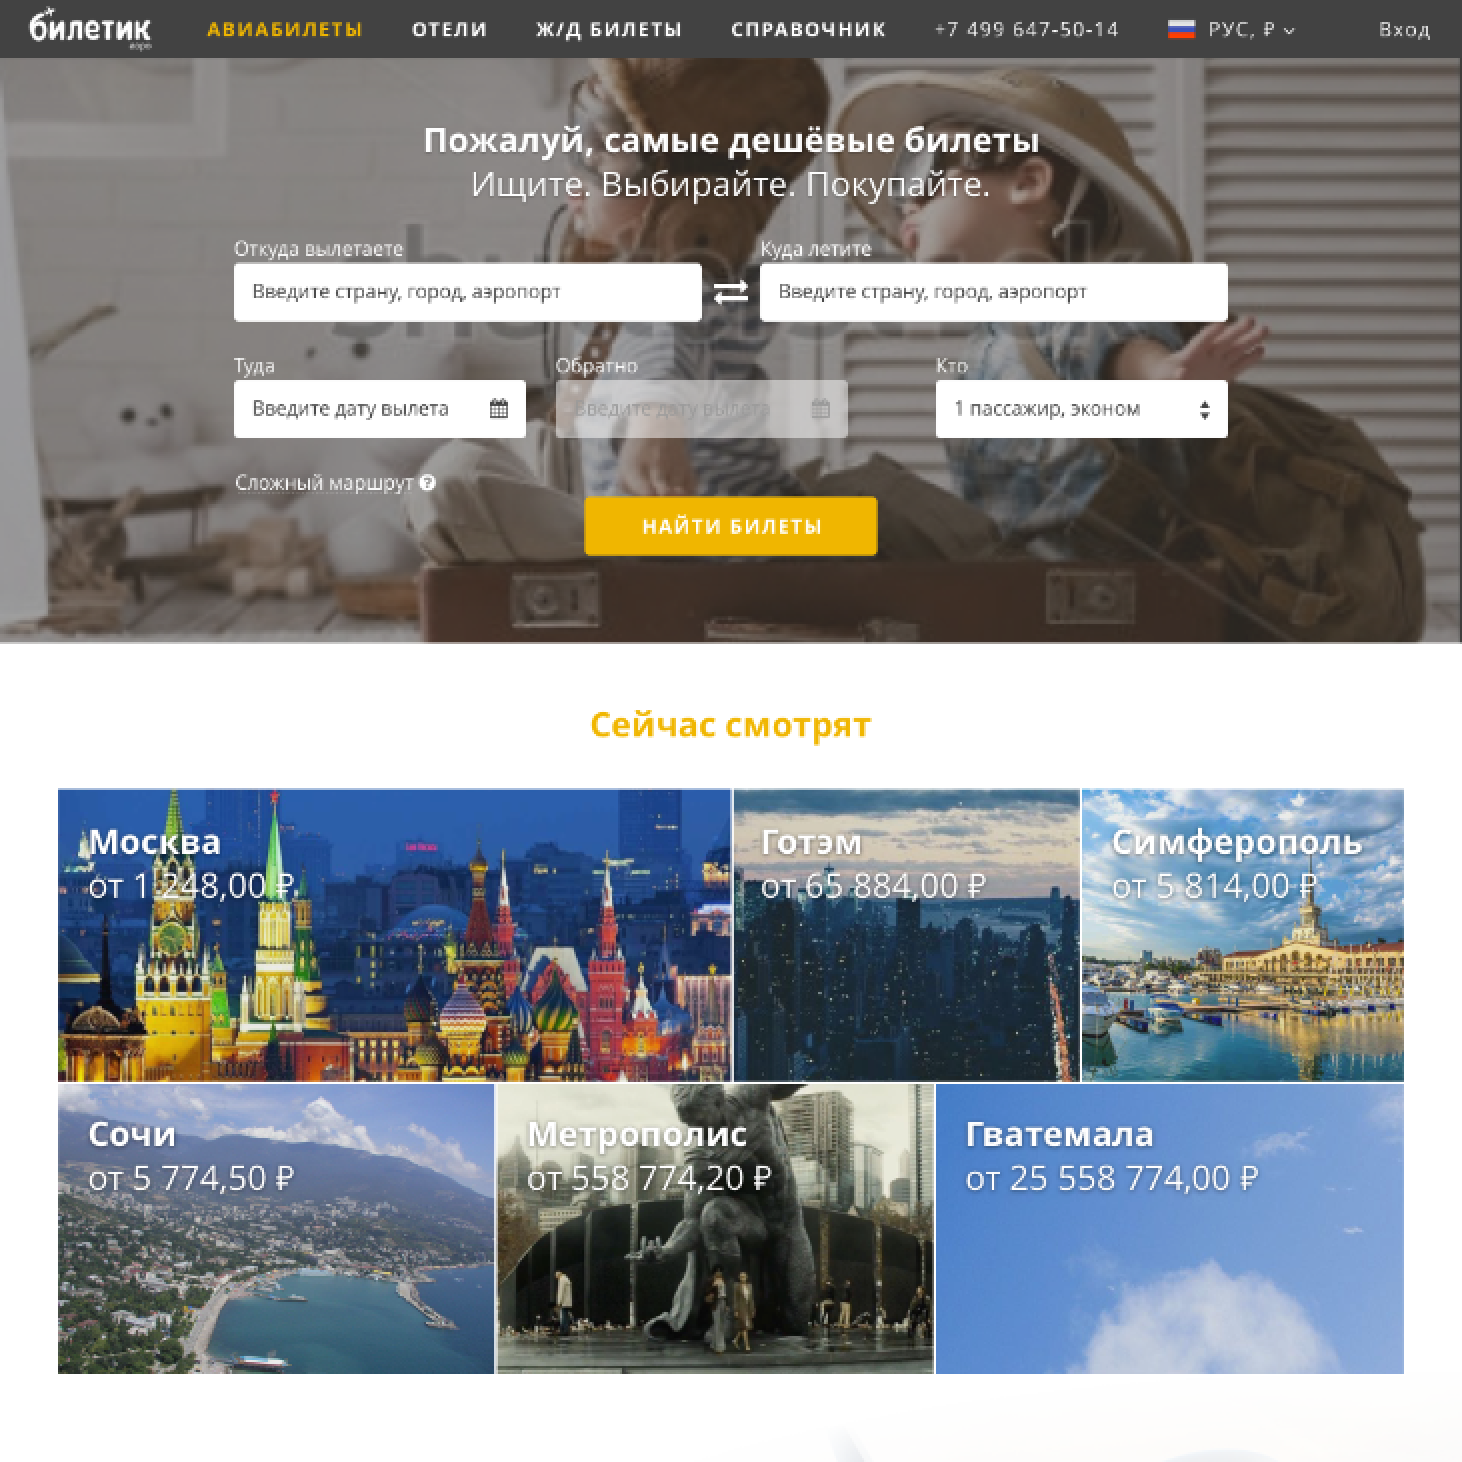 билетик
аэро
АВИАБИЛЕТЫ
ОТЕЛИ
Ж/Д БИЛЕТЫ
СПРАВОЧНИК
+7 499 647-50-14
РУС, ₽
Вход
Пожалуй, самые дешёвые билеты
Ищите. Выбирайте. Покупайте.
Откуда вылетаете
Куда летите
Введите страну, город, аэропорт
Введите страну, город, аэропорт
shutterstock
Туда
Обратно
Кто
Введите дату вылета
Введите дату вылета
1 пассажир, эконом
Сложный маршрут ?
НАЙТИ БИЛЕТЫ
Сейчас смотрят
Москва
от 1 248,00 ₽
Готэм
от 65 884,00 ₽
Симферополь
от 5 814,00 ₽
Сочи
от 5 774,50 ₽
Метрополис
от 558 774,20 ₽
Гватемала
от 25 558 774,00 ₽